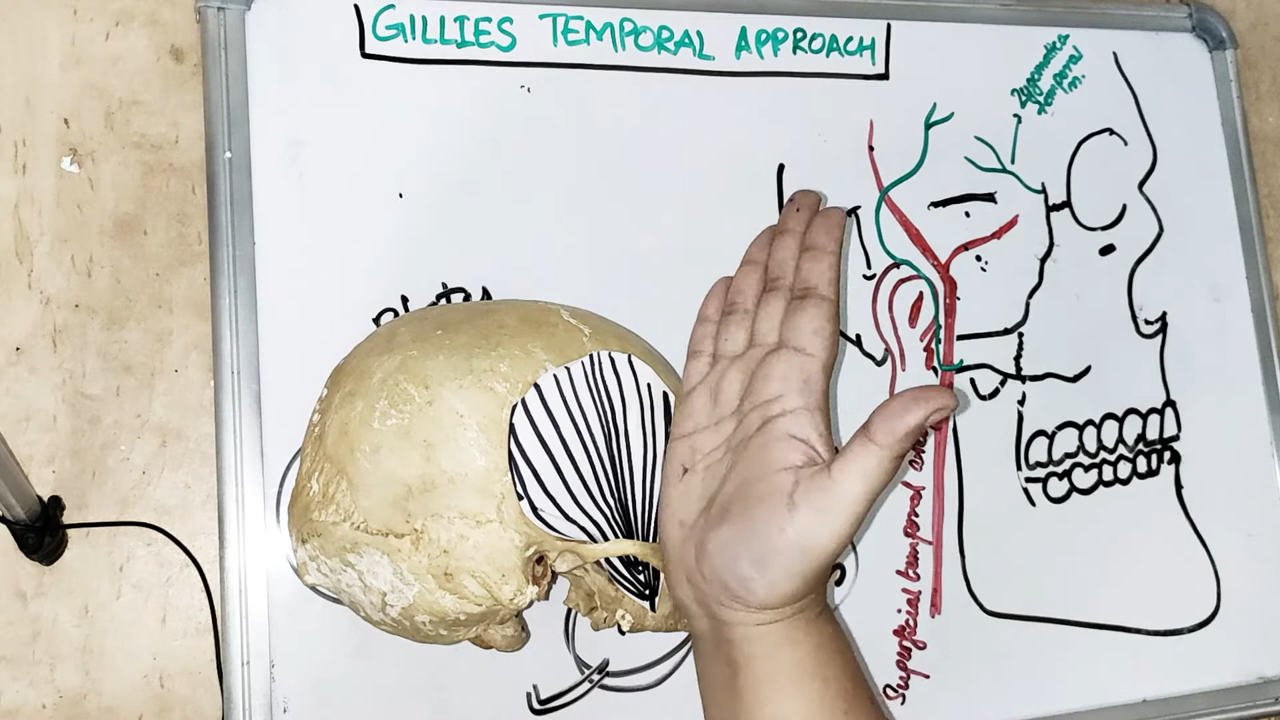 GILLIES TEMPORAL APPROACH
Zygomatico
temporal
n.
Superficial temporal